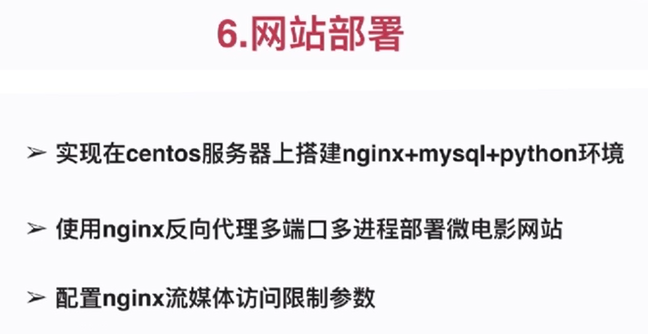 6.网站部署
➢ 实现在centos服务器上搭建nginx+mysql+python环境
➢ 使用nginx反向代理多端口多进程部署微电影网站
➢ 配置nginx流媒体访问限制参数